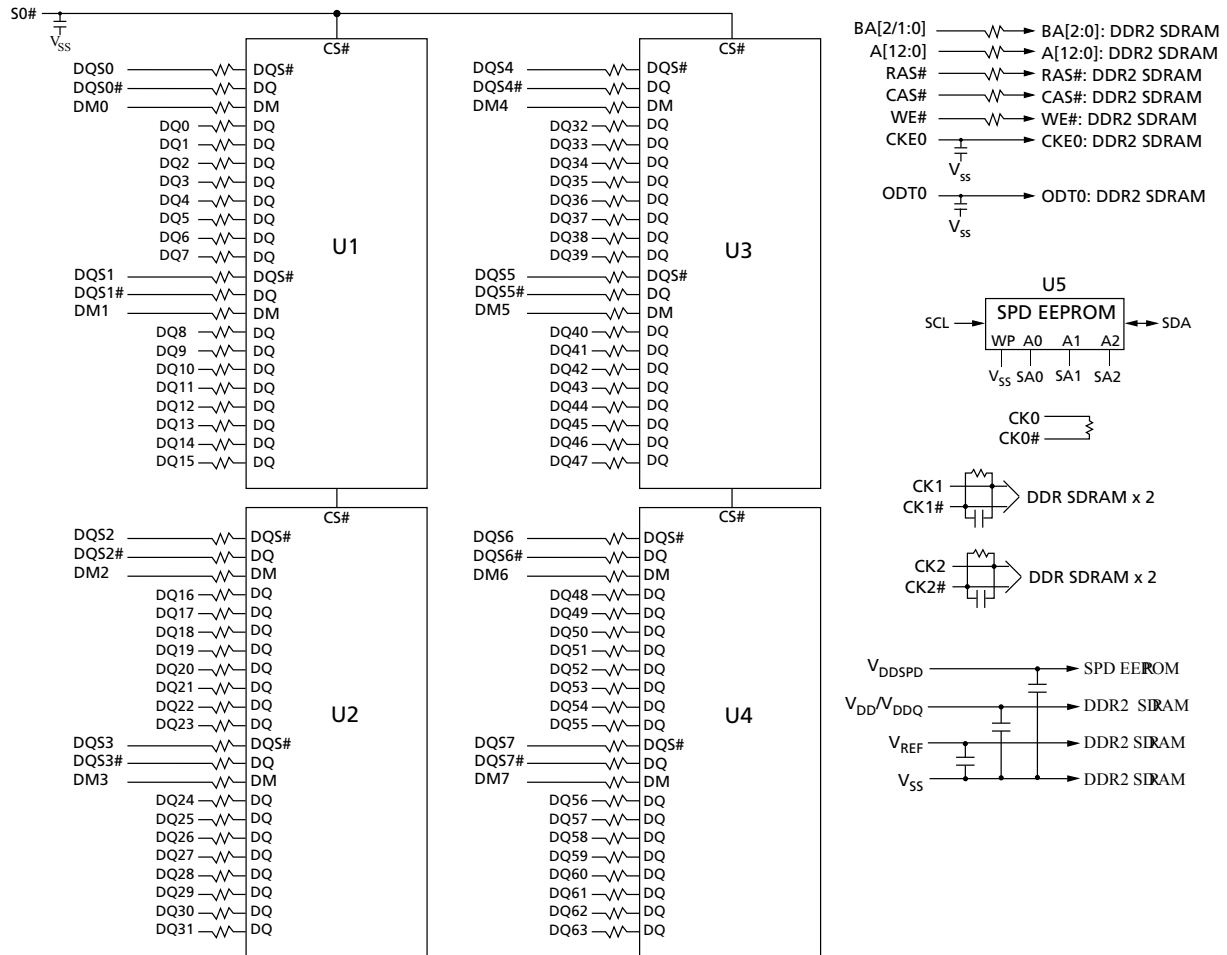 S0#
V_SS
CS#
DQS0 DQS#
DQS0# DQ
DM0 DM
DQ0 DQ
DQ1 DQ
DQ2 DQ
DQ3 DQ
DQ4 DQ
DQ5 DQ
DQ6 DQ
DQ7 DQ
U1
DQS1 DQS#
DQS1# DQ
DM1 DM
DQ8 DQ
DQ9 DQ
DQ10 DQ
DQ11 DQ
DQ12 DQ
DQ13 DQ
DQ14 DQ
DQ15 DQ
CS#
DQS2 DQS#
DQS2# DQ
DM2 DM
DQ16 DQ
DQ17 DQ
DQ18 DQ
DQ19 DQ
DQ20 DQ
DQ21 DQ
DQ22 DQ
DQ23 DQ
U2
DQS3 DQS#
DQS3# DQ
DM3 DM
DQ24 DQ
DQ25 DQ
DQ26 DQ
DQ27 DQ
DQ28 DQ
DQ29 DQ
DQ30 DQ
DQ31 DQ
CS#
DQS4 DQS#
DQS4# DQ
DM4 DM
DQ32 DQ
DQ33 DQ
DQ34 DQ
DQ35 DQ
DQ36 DQ
DQ37 DQ
DQ38 DQ
DQ39 DQ
U3
DQS5 DQS#
DQS5# DQ
DM5 DM
DQ40 DQ
DQ41 DQ
DQ42 DQ
DQ43 DQ
DQ44 DQ
DQ45 DQ
DQ46 DQ
DQ47 DQ
CS#
DQS6 DQS#
DQS6# DQ
DM6 DM
DQ48 DQ
DQ49 DQ
DQ50 DQ
DQ51 DQ
DQ52 DQ
DQ53 DQ
DQ54 DQ
DQ55 DQ
U4
DQS7 DQS#
DQS7# DQ
DM7 DM
DQ56 DQ
DQ57 DQ
DQ58 DQ
DQ59 DQ
DQ60 DQ
DQ61 DQ
DQ62 DQ
DQ63 DQ
BA[2/1:0] BA[2:0]: DDR2 SDRAM
A[12:0] A[12:0]: DDR2 SDRAM
RAS# RAS#: DDR2 SDRAM
CAS# CAS#: DDR2 SDRAM
WE# WE#: DDR2 SDRAM
CKE0 CKE0: DDR2 SDRAM
V_ss
ODT0 ODT0: DDR2 SDRAM
V_ss
U5
SPD EEPROM
SCL SDA
WP A0 A1 A2
V_SS SA0 SA1 SA2
CK0
CK0#
CK1
CK1#
DDR SDRAM x 2
CK2
CK2#
DDR SDRAM x 2
V_DDSPD SPD EEPROM
V_DD/V_DDQ DDR2 SDRAM
V_REF DDR2 SDRAM
V_SS DDR2 SDRAM